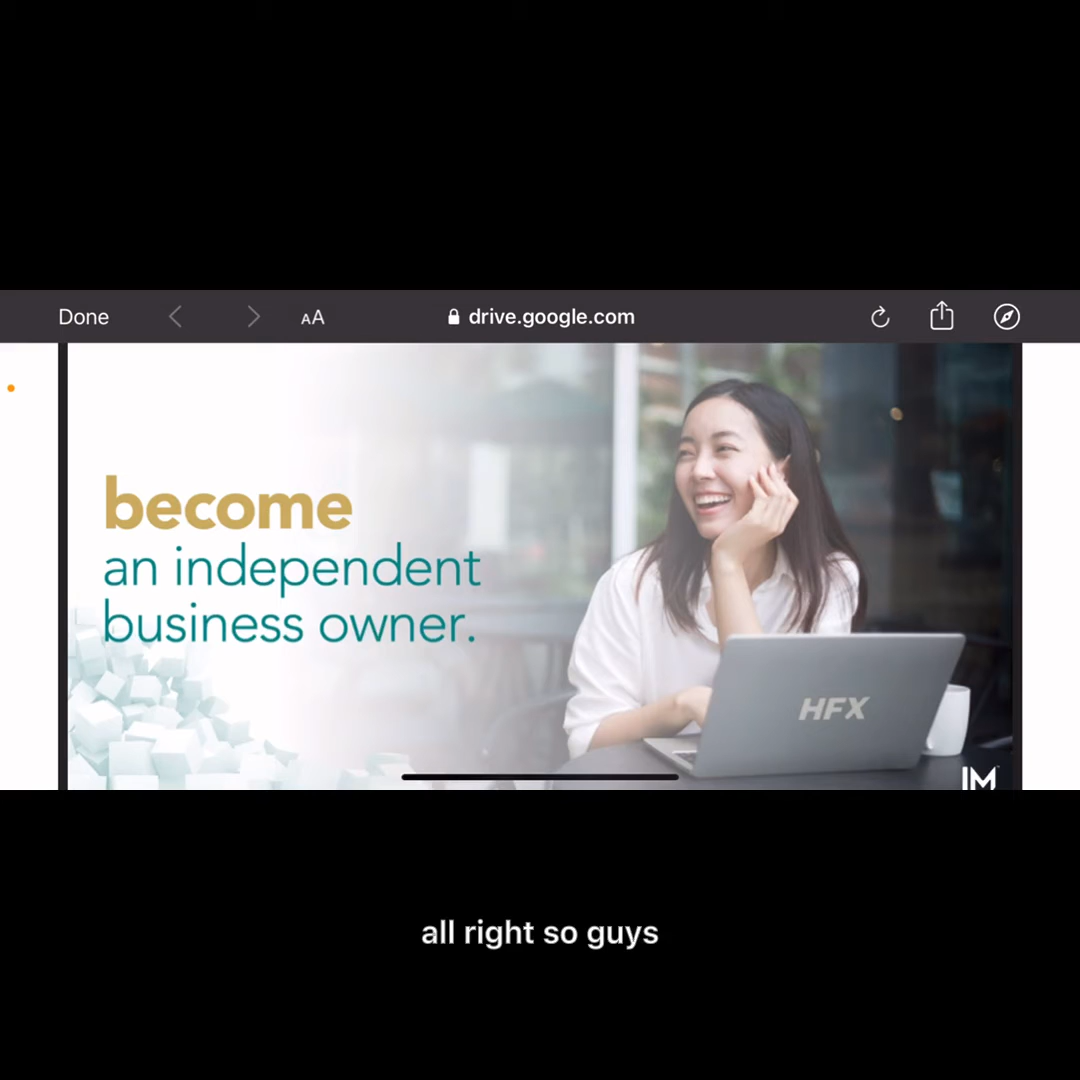 Done
AA
drive.google.com
become
an independent
business owner.
HFX
IM
all right so guys